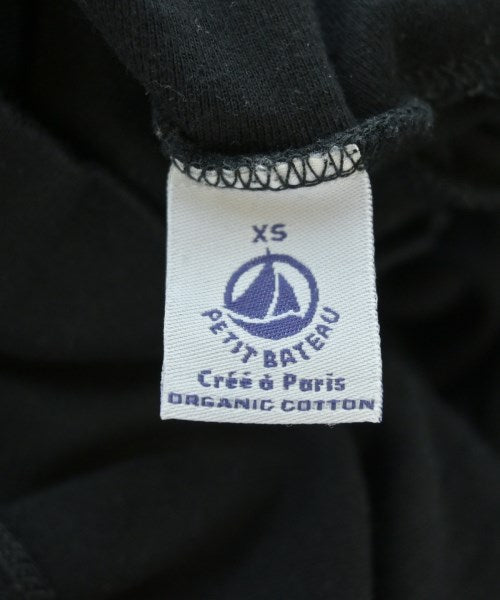 XS
PETIT BATEAU
Créé à Paris
ORGANIC COTTON